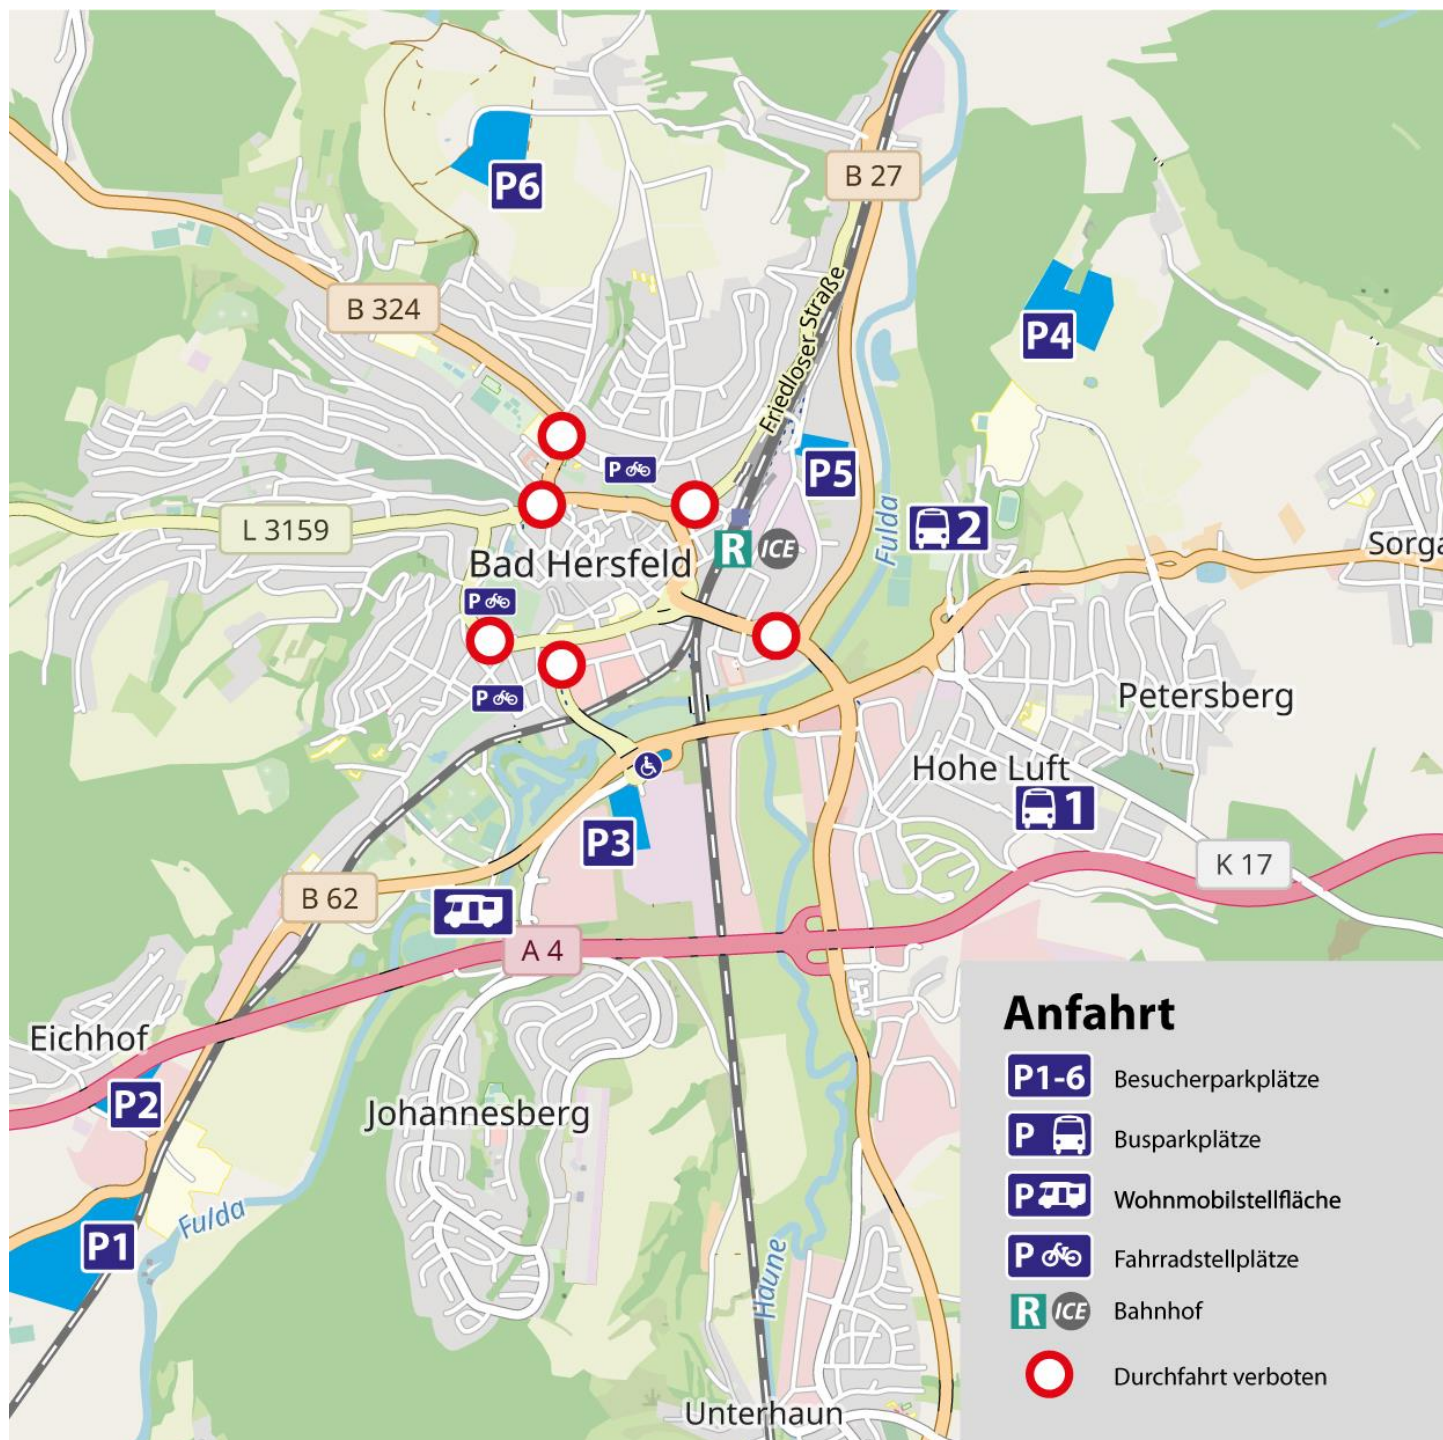 B 27
P6
B 324
Friedloser Straße
P4
P
P5
L 3159
Fulda
2
Sorga
R ICE
Bad Hersfeld
P
P
Petersberg
Hohe Luft
1
P3
K 17
B 62
A 4
Eichhof
P2
Johannesberg
Fulda
P1
Haune
Unterhaun
Anfahrt
P1-6 Besucherparkplätze
P Busparkplätze
P Wohnmobilstellfläche
P Fahrradstellplätze
R ICE Bahnhof
Durchfahrt verboten